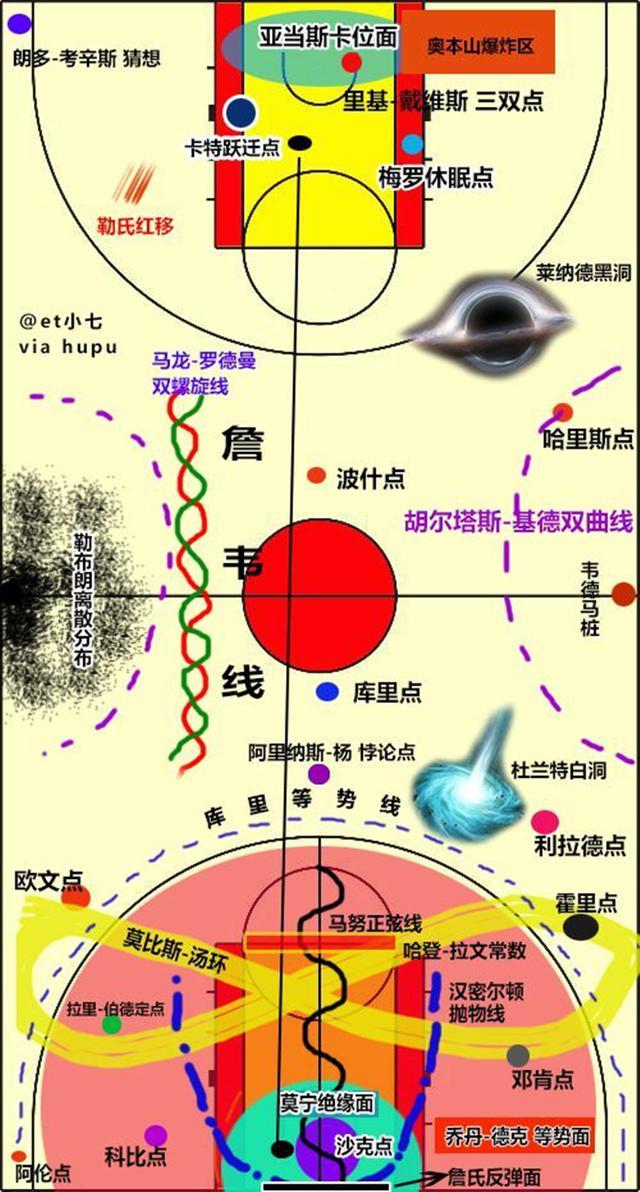 亚当斯卡位面
奥本山爆炸区
朗多-考辛斯 猜想
里基-戴维斯 三双点
卡特跃迁点
梅罗休眠点
勒氏红移
莱纳德黑洞
@et小七
via hupu
马龙-罗德曼
双螺旋线
詹
韦
线
哈里斯点
波什点
胡尔塔斯-基德双曲线
勒布朗离散分布
韦德马桩
库里点
阿里纳斯-杨 悖论点
杜兰特白洞
库里等势线
利拉德点
欧文点
霍里点
马努正弦线
莫比斯-汤环
哈登-拉文常数
汉密尔顿
抛物线
拉里-伯德定点
邓肯点
莫宁绝缘面
乔丹-德克 等势面
科比点
沙克点
阿伦点
詹氏反弹面